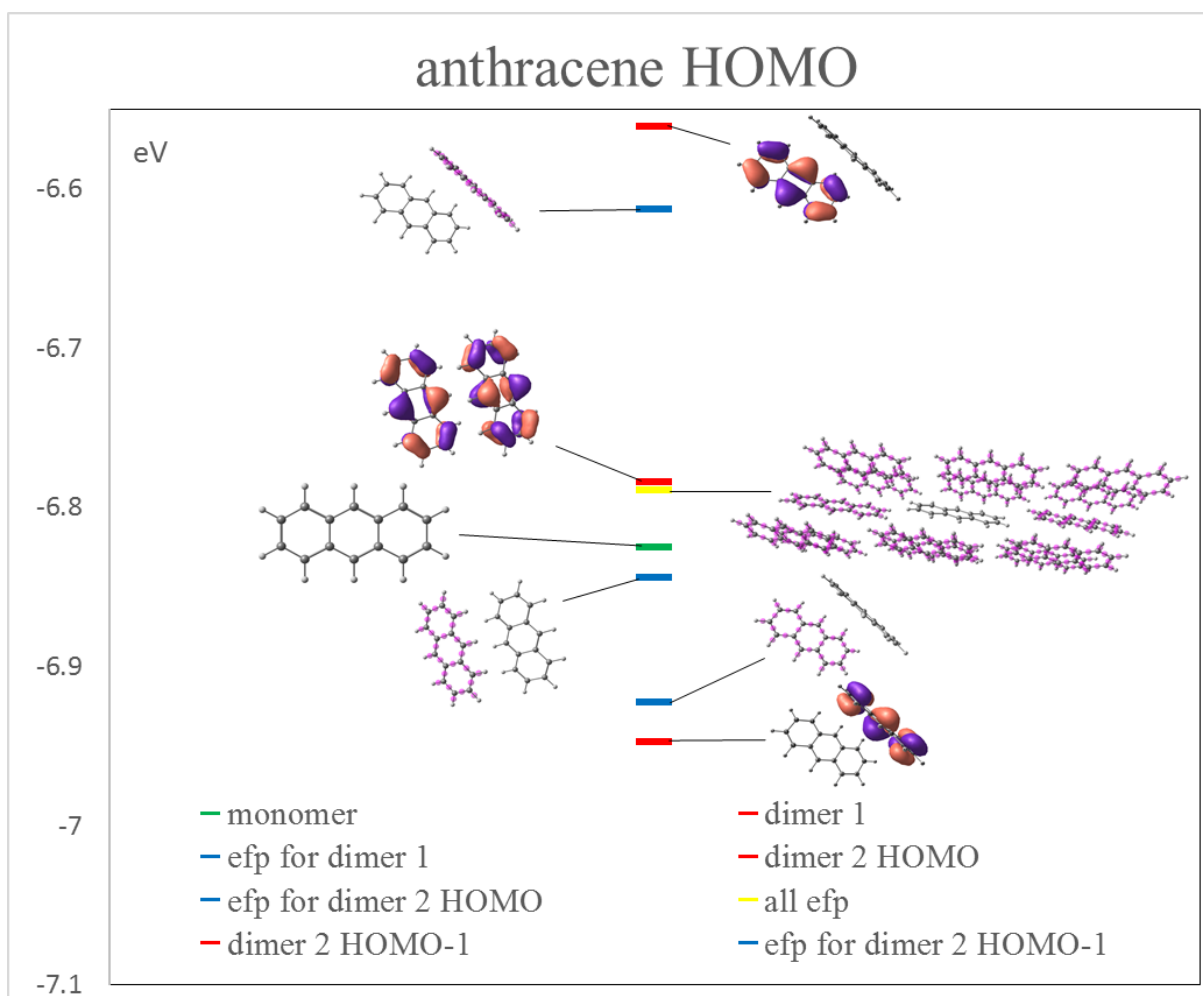 anthracene HOMO
eV
-6.6
-6.7
-6.8
-6.9
-7
-7.1
monomer
dimer 1
efp for dimer 1
dimer 2 HOMO
efp for dimer 2 HOMO
all efp
dimer 2 HOMO-1
efp for dimer 2 HOMO-1